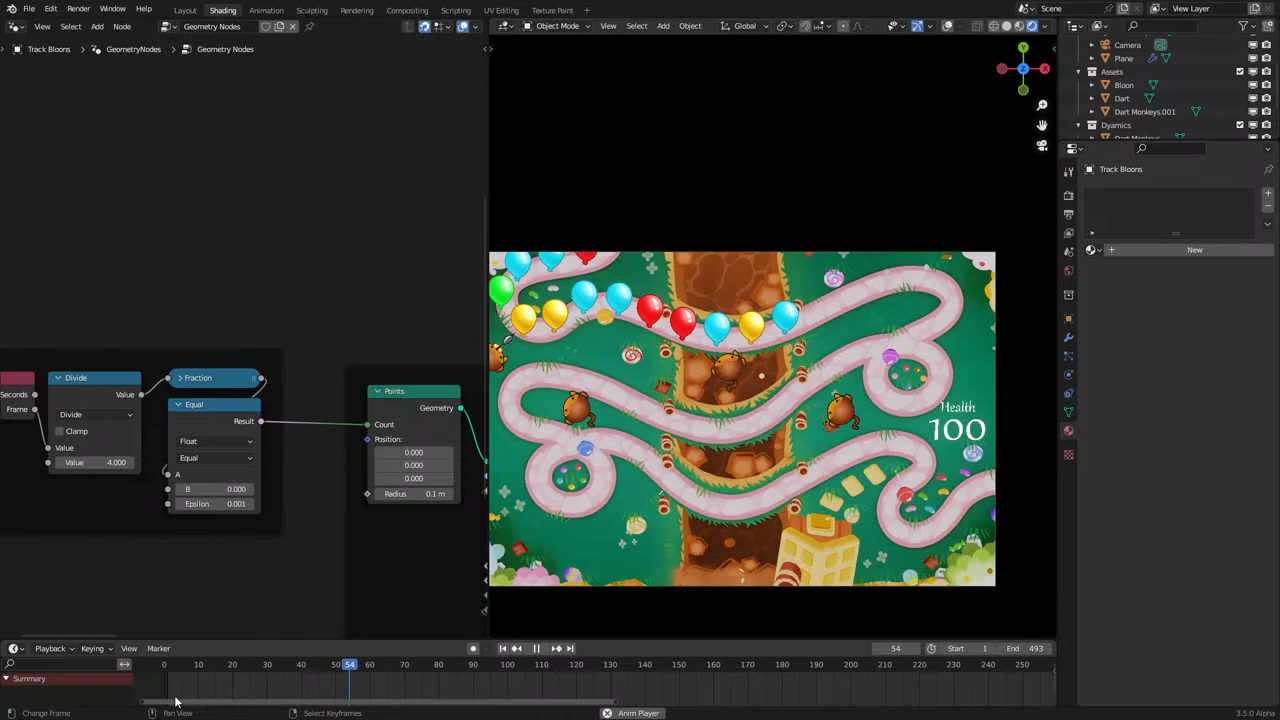 File Edit Render Window Help Layout Shading Animation Sculpting Rendering Compositing Scripting UV Editing Texture Paint Scene View Layer
View Select Add Node Geometry Nodes Object Mode View Select Add Object Global
Track Bloons GeometryNodes Geometry Nodes
Camera
Plane
Assets
Bloon
Dart
Dart Monkeys.001
Dyamics
Track Bloons
New
Seconds
Frame
Divide
Value
Divide
Clamp
Value
Value 4.000
Fraction
Equal
Result
Float
Equal
A
B 0.000
Epsilon 0.001
Points
Geometry
Count
Position:
0.000
0.000
0.000
Radius 0.1 m
Health
100
Playback Keying View Marker 54 Start 1 End 493
0 10 20 30 40 50 54 60 70 80 90 100 110 120 130 140 150 160 170 180 190 200 210 220 230 240 250
Summary
Change Frame Pan View Select Keyframes Anim Player 3.5.0 Alpha